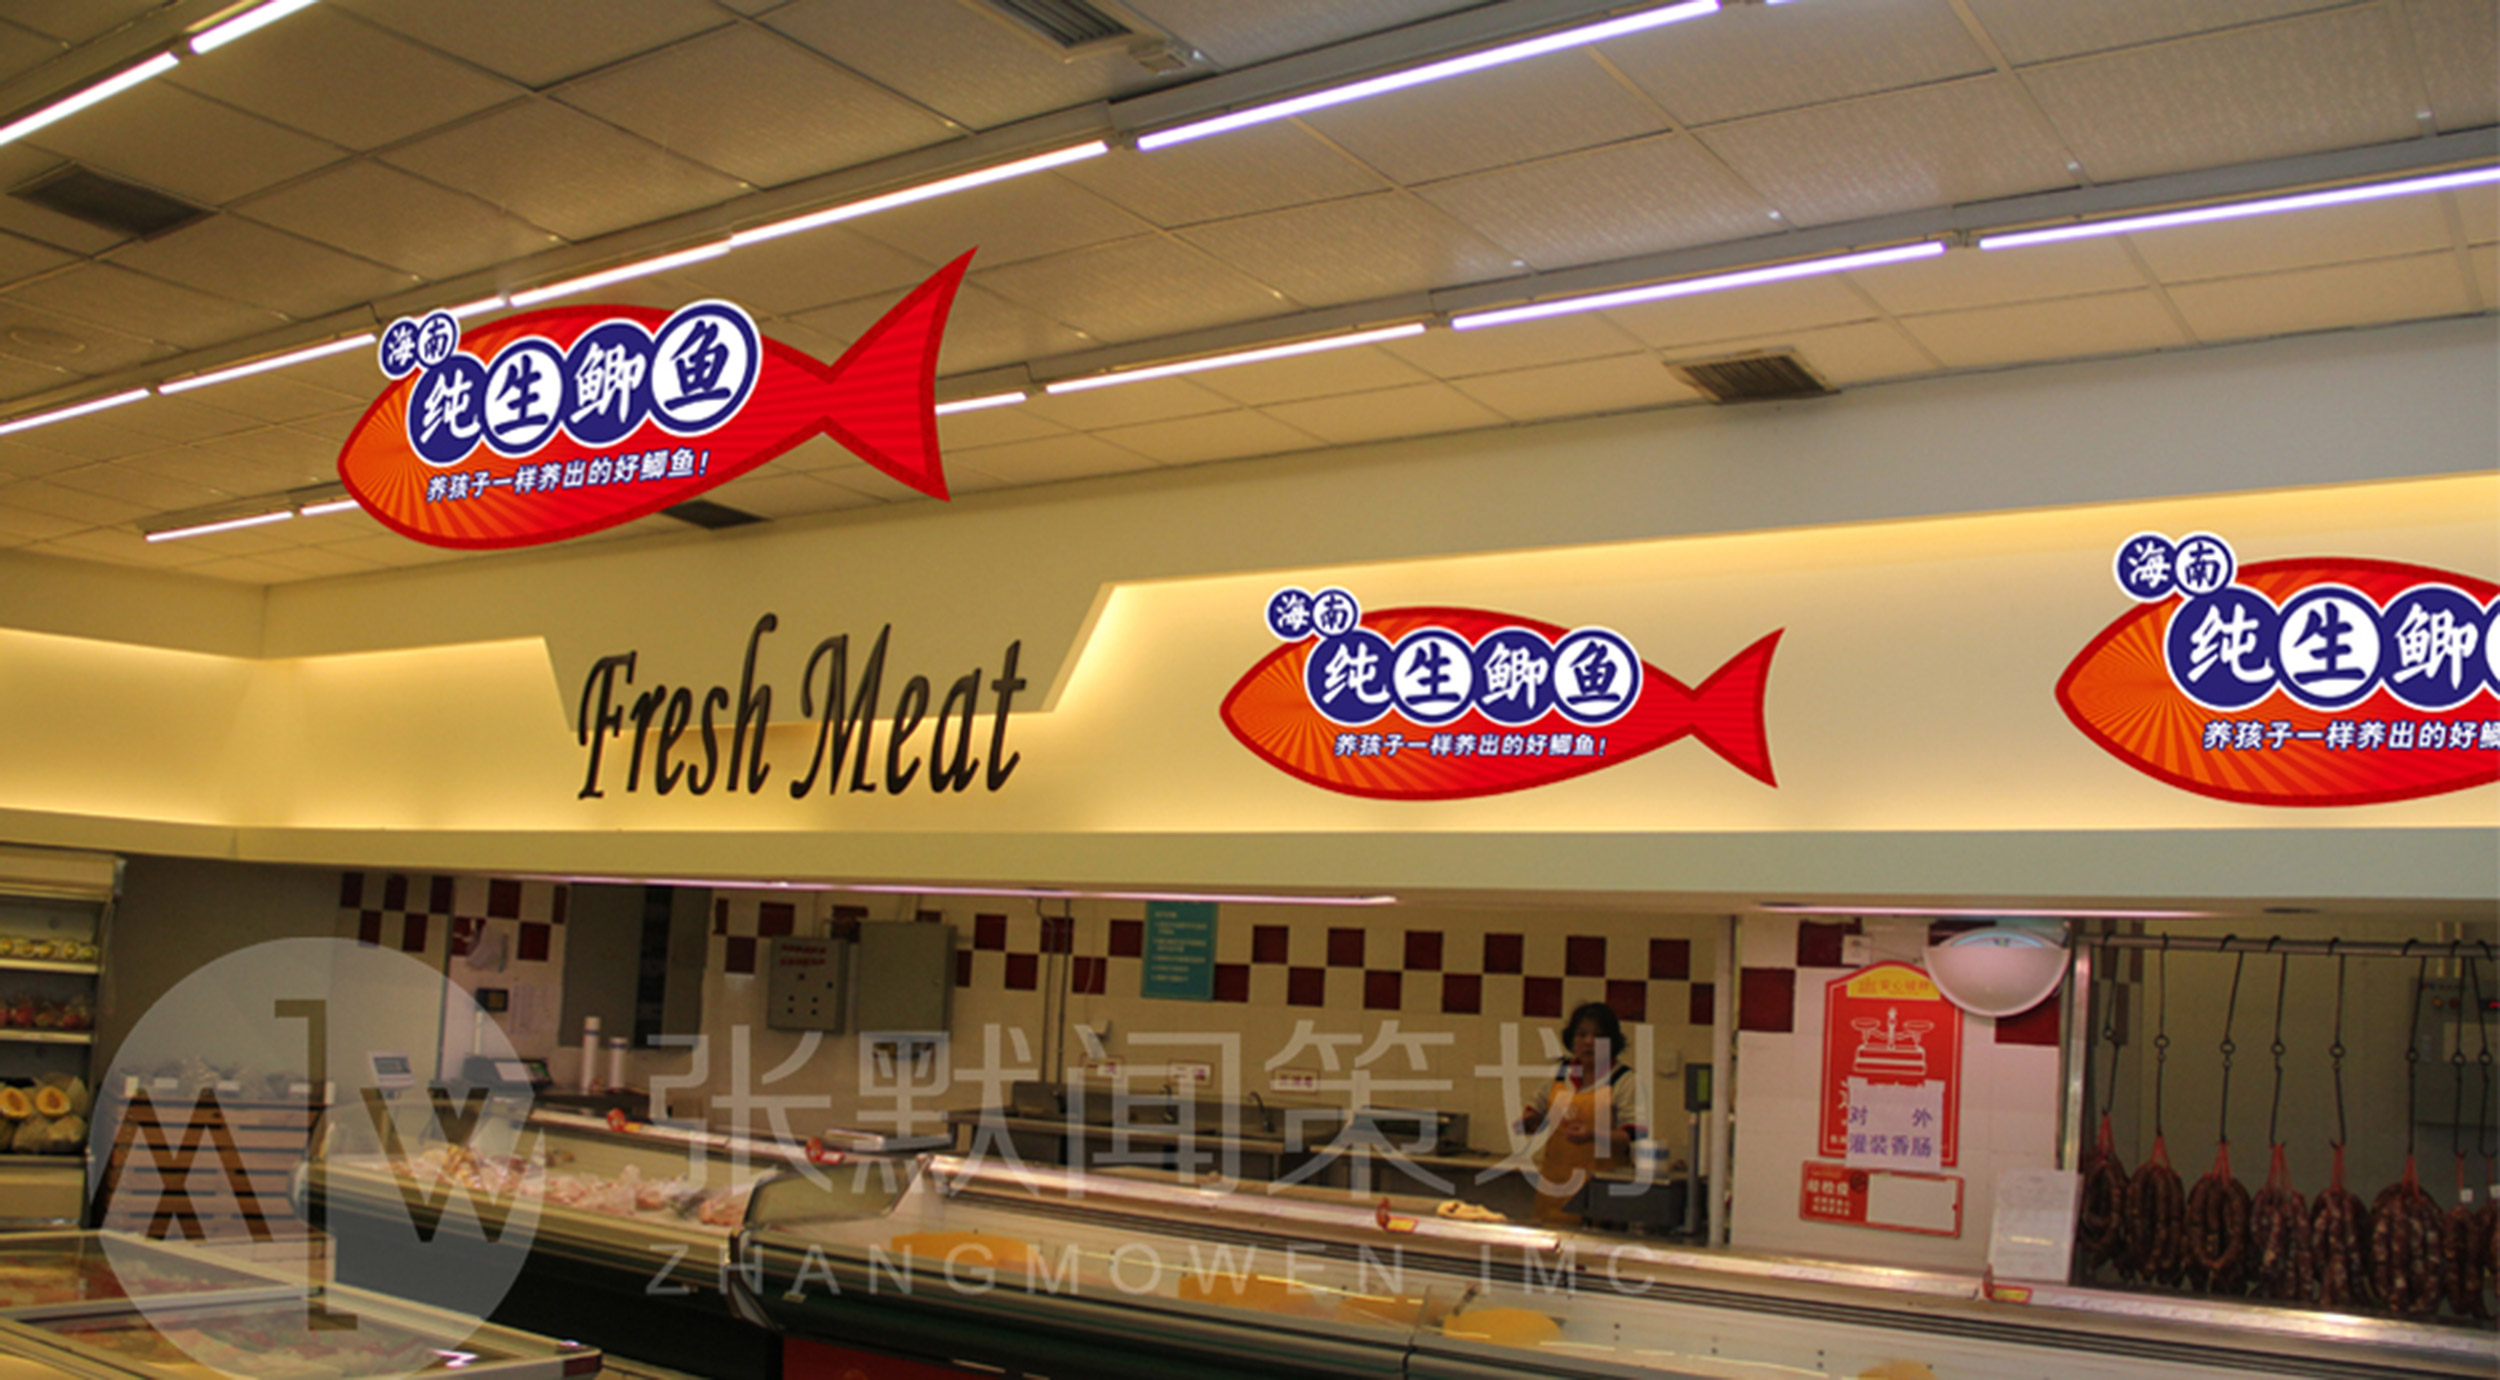 海南
纯生鲫鱼
养孩子一样养出的好鲫鱼!
Fresh Meat
海南
纯生鲫鱼
养孩子一样养出的好鲫鱼!
海南
纯生鲫
养孩子一样养出的好鲫
对 外
灌装香肠
张默闻策划
ZHANGMOWEN IMC